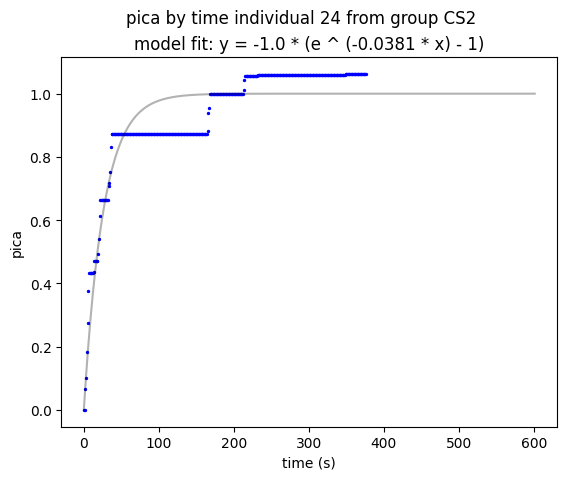 pica by time individual 24 from group CS2
model fit: y = -1.0 * (e ^ (-0.0381 * x) - 1)
1.0
0.8
0.6
0.4
0.2
0.0
pica
0 100 200 300 400 500 600
time (s)